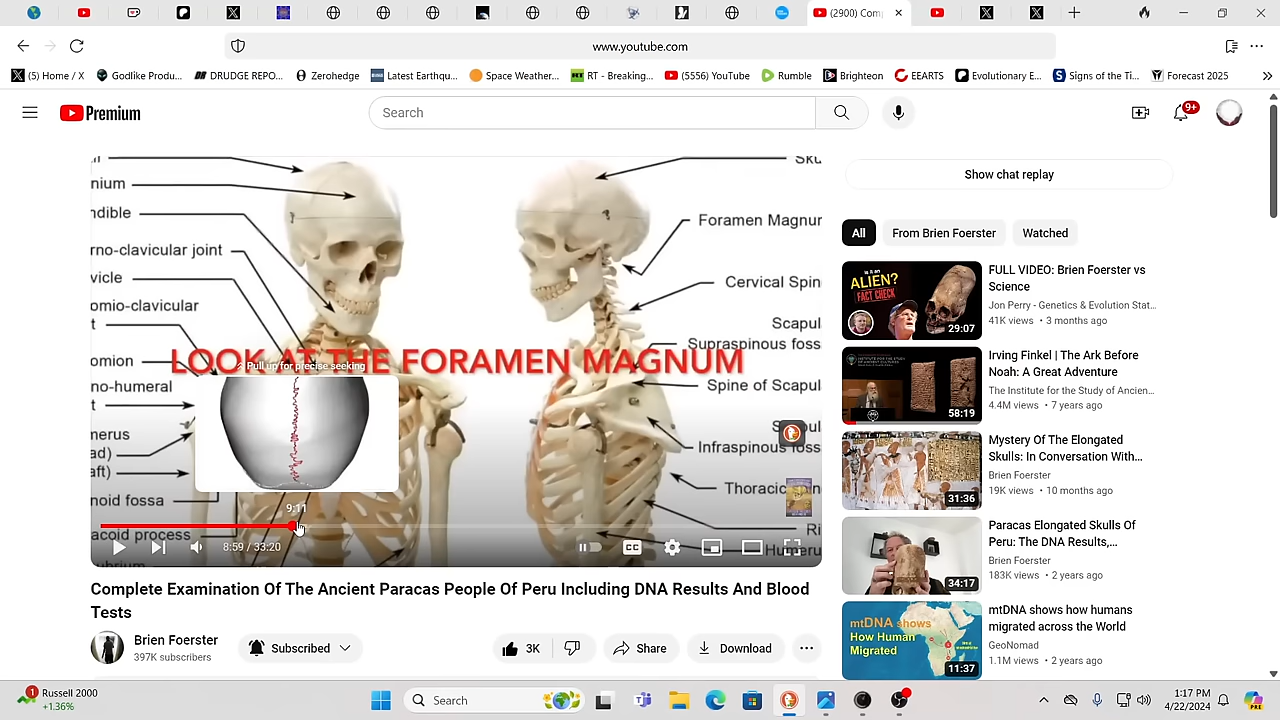 (2900) Com
(5) Home / X
Godlike Produ...
DRUDGE REPO...
Zerohedge
Latest Earthqu...
Space Weather...
RT - Breaking...
(5556) YouTube
Rumble
Brighteon
EEARTS
Evolutionary E...
Signs of the Ti...
Forecast 2025
www.youtube.com
Premium
Search
9+
nium
ndible
rno-clavicular joint
vicle
omio-clavicular
t
omion
no-humeral
t
merus
ad)
aft)
noid fossa
acoid process
Foramen Magnur
Cervical Spin
Scapul
Supraspinous foss
Spine of Scapul
Infraspinous foss
Thoracic
Humerus
LOOK AT THE FORAMEN MAGNUM
Pull up for precise seeking
9:11
8:59 / 33:20
CC
Complete Examination Of The Ancient Paracas People Of Peru Including DNA Results And Blood
Tests
Brien Foerster
397K subscribers
Subscribed
3K
Share
Download
Show chat replay
All
From Brien Foerster
Watched
IS IT AN
ALIEN?
FACT CHECK
29:07
FULL VIDEO: Brien Foerster vs
Science
Jon Perry - Genetics & Evolution Stat...
41K views • 3 months ago
58:19
Irving Finkel | The Ark Before
Noah: A Great Adventure
The Institute for the Study of Ancien...
4.4M views • 7 years ago
31:36
Mystery Of The Elongated
Skulls: In Conversation With...
Brien Foerster
19K views • 10 months ago
34:17
Paracas Elongated Skulls Of
Peru: The DNA Results,...
Brien Foerster
183K views • 2 years ago
mtDNA shows
How Human
Migrated
11:37
mtDNA shows how humans
migrated across the World
GeoNomad
1.1M views • 2 years ago
1
Russell 2000
+1.36%
Search
1:17 PM
4/22/2024